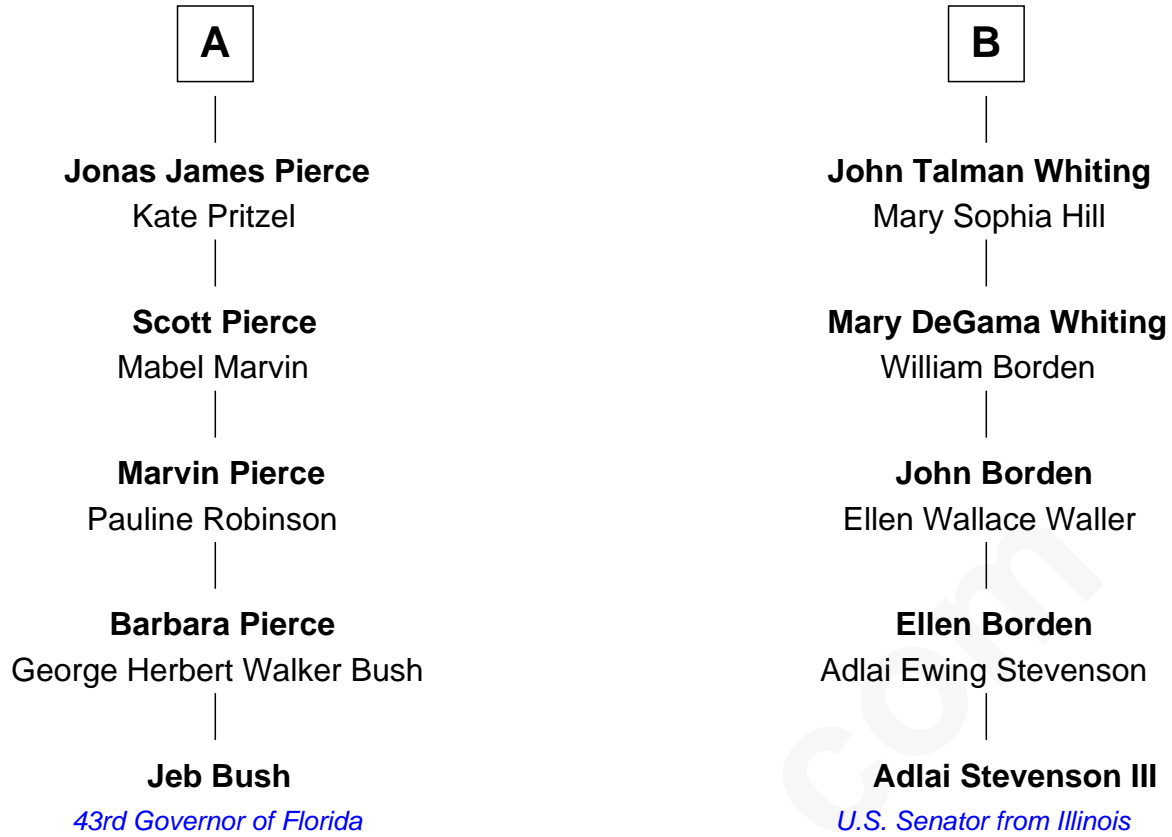 A
Jonas James Pierce
Kate Pritzel
Scott Pierce
Mabel Marvin
Marvin Pierce
Pauline Robinson
Barbara Pierce
George Herbert Walker Bush
Jeb Bush
43rd Governor of Florida
B
John Talman Whiting
Mary Sophia Hill
Mary DeGama Whiting
William Borden
John Borden
Ellen Wallace Waller
Ellen Borden
Adlai Ewing Stevenson
Adlai Stevenson III
U.S. Senator from Illinois
com